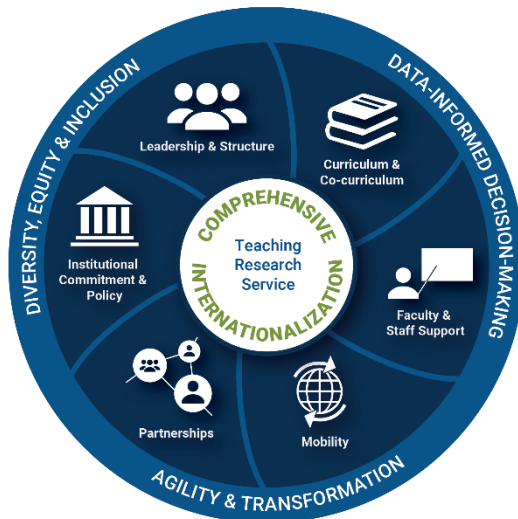 DIVERSITY, EQUITY & INCLUSION
DATA-INFORMED DECISION-MAKING
AGILITY & TRANSFORMATION
Leadership & Structure
Curriculum &
Co-curriculum
Institutional
Commitment &
Policy
COMPREHENSIVE
Teaching
Research
Service
INTERNATIONALIZATION
Faculty &
Staff Support
Partnerships
Mobility